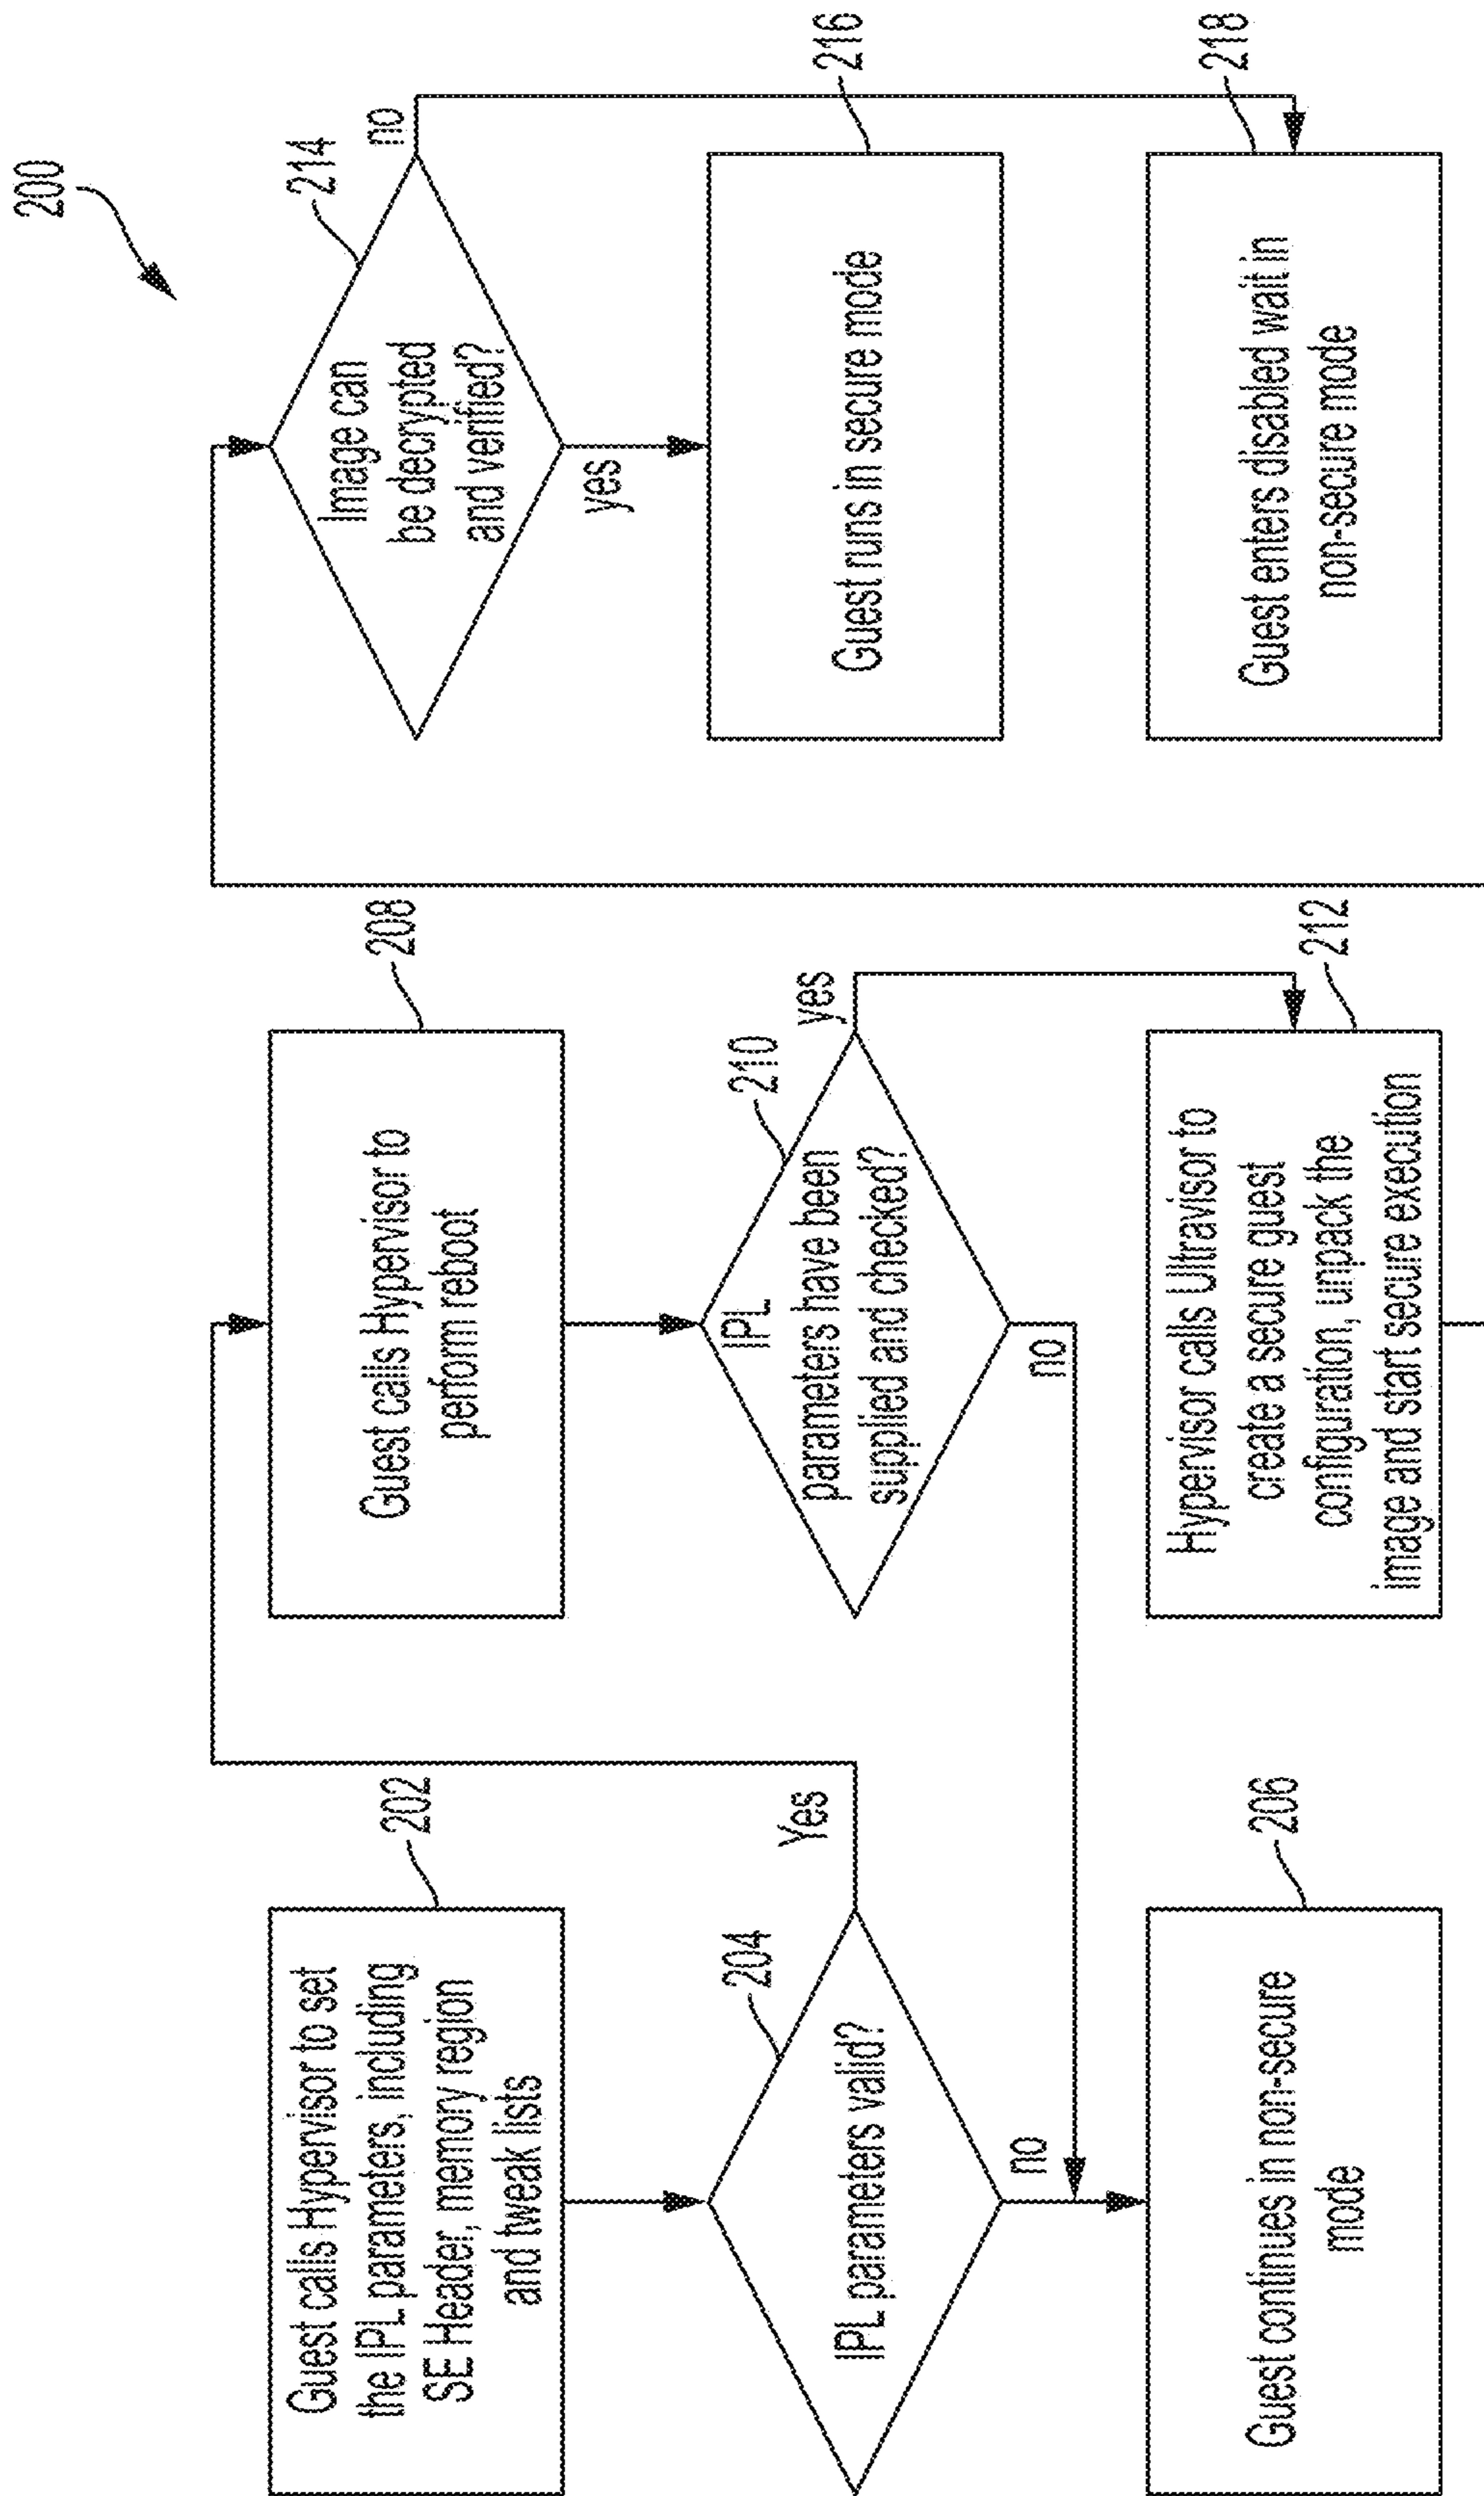 200
Guest calls Hypervisor to set
the IPL parameters, including
SE Header, memory region
and tweak lists
202
IPL parameters valid?
204
Yes
no
Guest continues in non-secure
mode
206
Guest calls Hypervisor to
perform reboot
208
IPL
parameters have been
supplied and checked?
210
yes
no
Hypervisor calls Ultravisor to
create a secure guest
configuration, unpack the
image and start secure execution
212
Image can
be decrypted
and verified?
214
no
yes
Guest runs in secure mode
216
Guest enters disabled wait in
non-secure mode
218